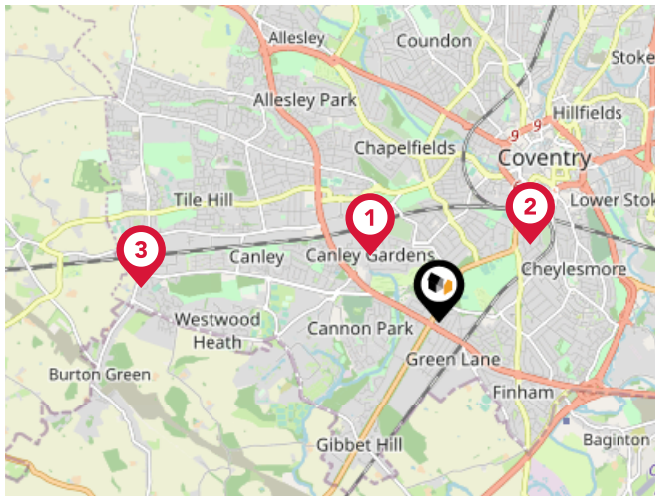 Allesley
Coundon
Stoke
Allesley Park
Hillfields
9
9
Chapelfields
Coventry
Tile Hill
1
2
Lower Stok
3
Canley
Canley Gardens
Cheylesmore
Westwood
Heath
Cannon Park
Green Lane
Burton Green
Finham
Gibbet Hill
Baginton